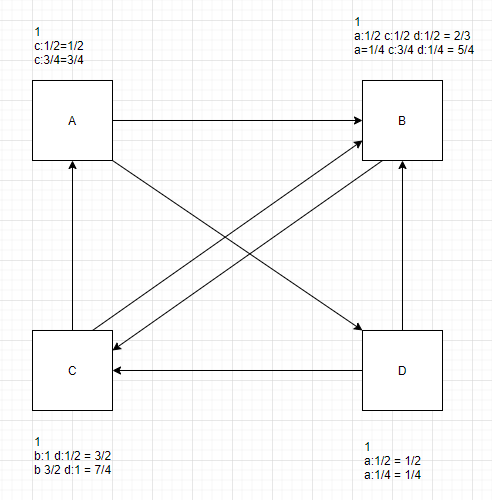 1
c:1/2=1/2
c:3/4=3/4
1
a:1/2 c:1/2 d:1/2 = 2/3
a=1/4 c:3/4 d:1/4 = 5/4
A
B
C
D
1
b:1 d:1/2 = 3/2
b 3/2 d:1 = 7/4
1
a:1/2 = 1/2
a:1/4 = 1/4